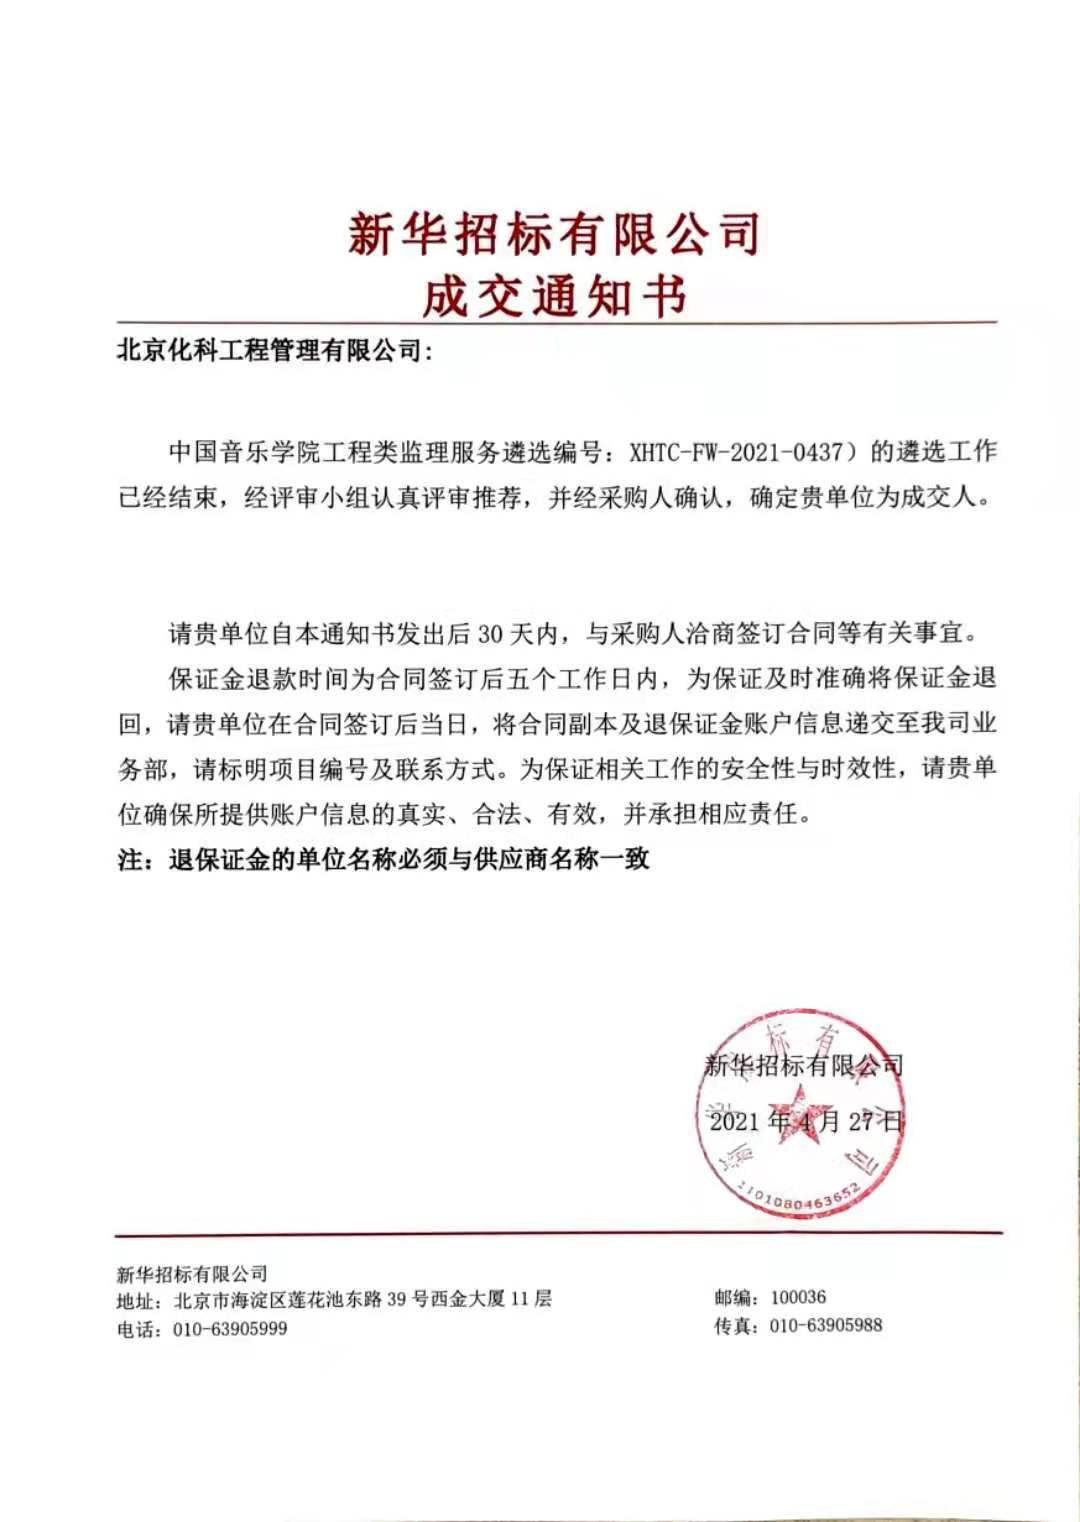 新华招标有限公司
成交通知书
北京化科工程管理有限公司：
中国音乐学院工程类监理服务遴选编号：XHTC-FW-2021-0437）的遴选工作
已经结束，经评审小组认真评审推荐，并经采购人确认，确定贵单位为成交人。
请贵单位自本通知书发出后 30 天内，与采购人洽商签订合同等有关事宜。
保证金退款时间为合同签订后五个工作日内，为保证及时准确将保证金退
回，请贵单位在合同签订后当日，将合同副本及退保证金账户信息递交至我司业
务部，请标明项目编号及联系方式。为保证相关工作的安全性与时效性，请贵单
位确保所提供账户信息的真实、合法、有效，并承担相应责任。
注：退保证金的单位名称必须与供应商名称一致
新华招标有限公司
2021 年 4 月 27 日
新华招标有限公司
1101080463652
新华招标有限公司
地址：北京市海淀区莲花池东路 39 号西金大厦 11 层
邮编：100036
电话：010-63905999
传真：010-63905988